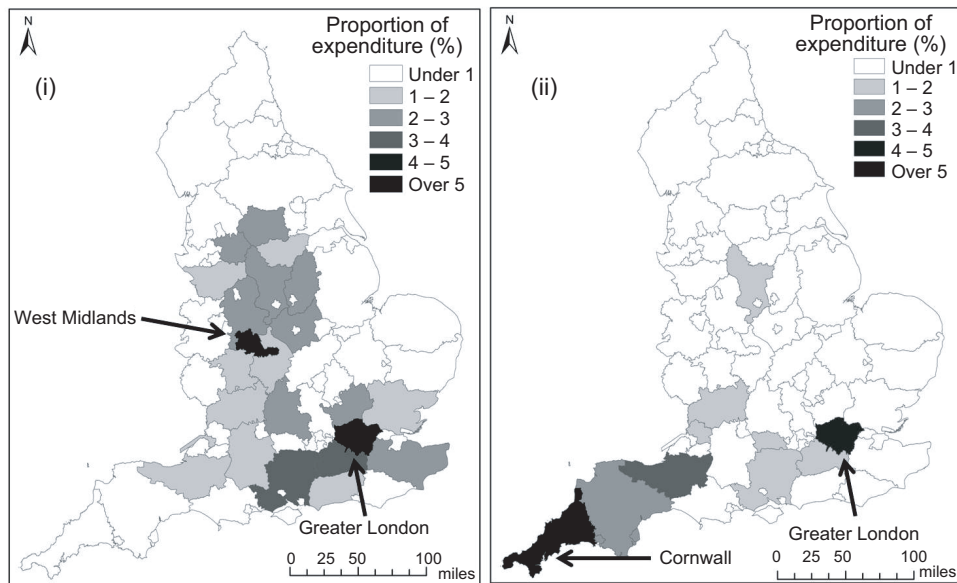 N
(i)
Proportion of
expenditure (%)
Under 1
1 – 2
2 – 3
3 – 4
4 – 5
Over 5
West Midlands
Greater London
0 50 100
miles
N
(ii)
Proportion of
expenditure (%)
Under 1
1 – 2
2 – 3
3 – 4
4 – 5
Over 5
Greater London
Cornwall
0 50 100
miles